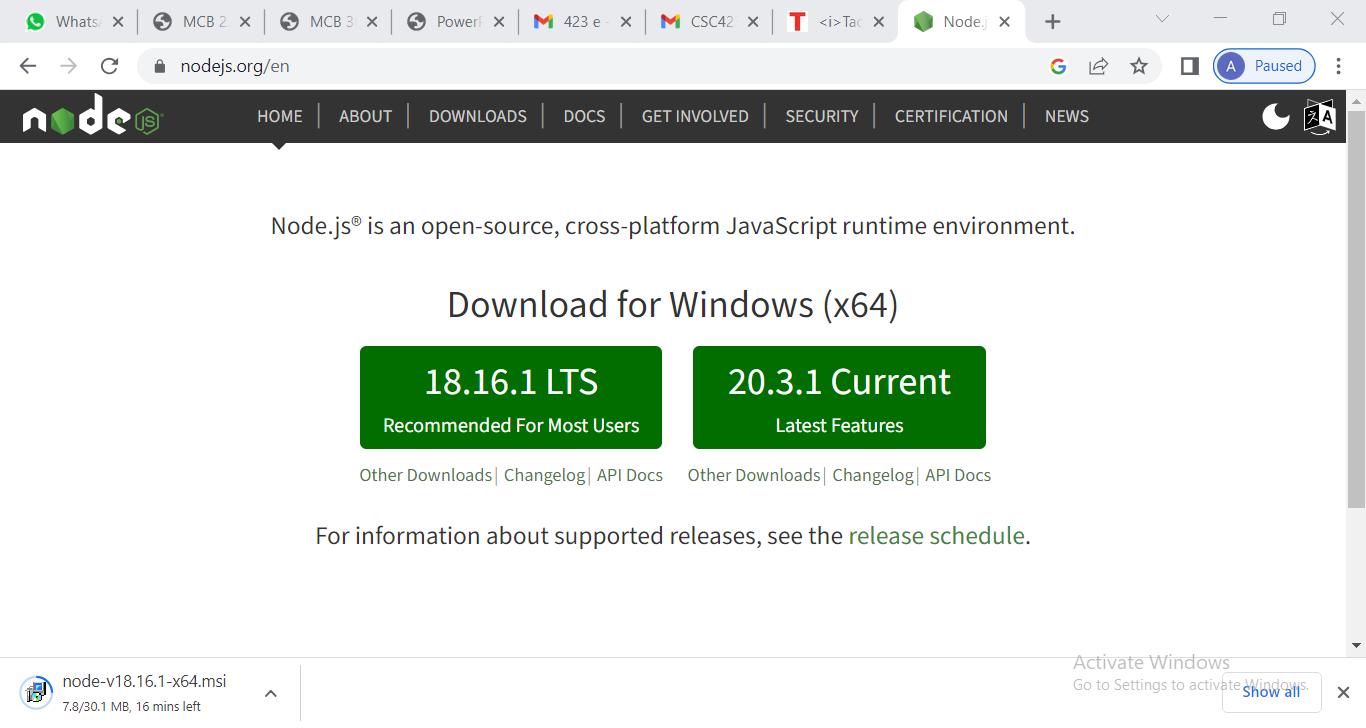 Whats
MCB 2
MCB 3
Power
423 e -
CSC42
<i>Tac
Node.j
nodejs.org/en
A Paused
node JS
HOME
ABOUT
DOWNLOADS
DOCS
GET INVOLVED
SECURITY
CERTIFICATION
NEWS
Node.js® is an open-source, cross-platform JavaScript runtime environment.
Download for Windows (x64)
18.16.1 LTS
Recommended For Most Users
20.3.1 Current
Latest Features
Other Downloads | Changelog | API Docs
Other Downloads | Changelog | API Docs
For information about supported releases, see the release schedule.
Activate Windows
Go to Settings to activate Windows.
node-v18.16.1-x64.msi
7.8/30.1 MB, 16 mins left
Show all